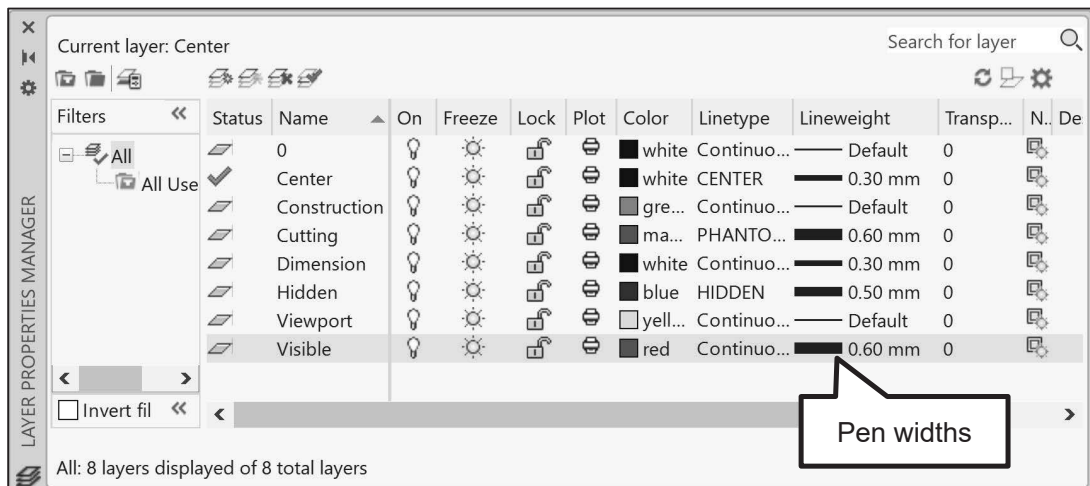 Current layer: Center
Search for layer
Filters
All
All Use
Invert fil
Status Name On Freeze Lock Plot Color Linetype Lineweight Transp... N.. De
0 white Continuo... Default 0
Center white CENTER 0.30 mm 0
Construction gre... Continuo... Default 0
Cutting ma... PHANTO... 0.60 mm 0
Dimension white Continuo... 0.30 mm 0
Hidden blue HIDDEN 0.50 mm 0
Viewport yell... Continuo... Default 0
Visible red Continuo... 0.60 mm 0
Pen widths
All: 8 layers displayed of 8 total layers
LAYER PROPERTIES MANAGER